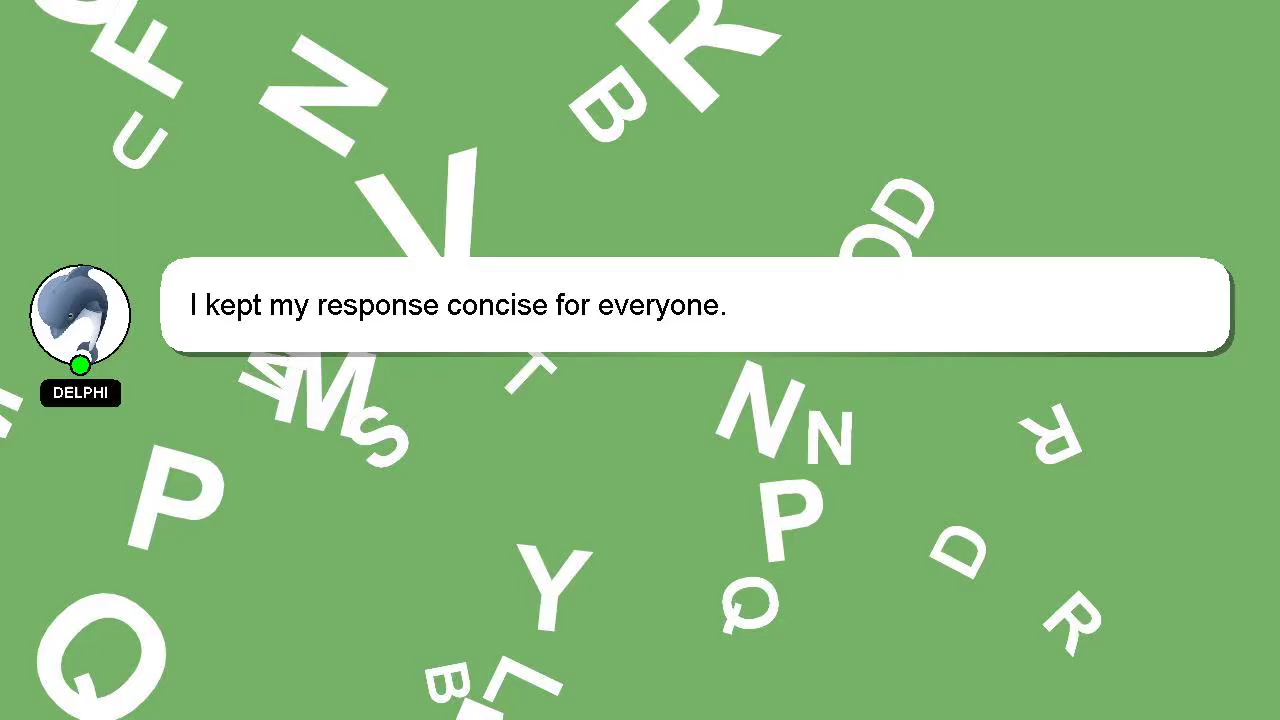 I kept my response concise for everyone.
DELPHI
F
U
N
B
R
V
D
O
M
M
S
T
N
N
R
P
P
Y
Q
D
R
Q
B
L